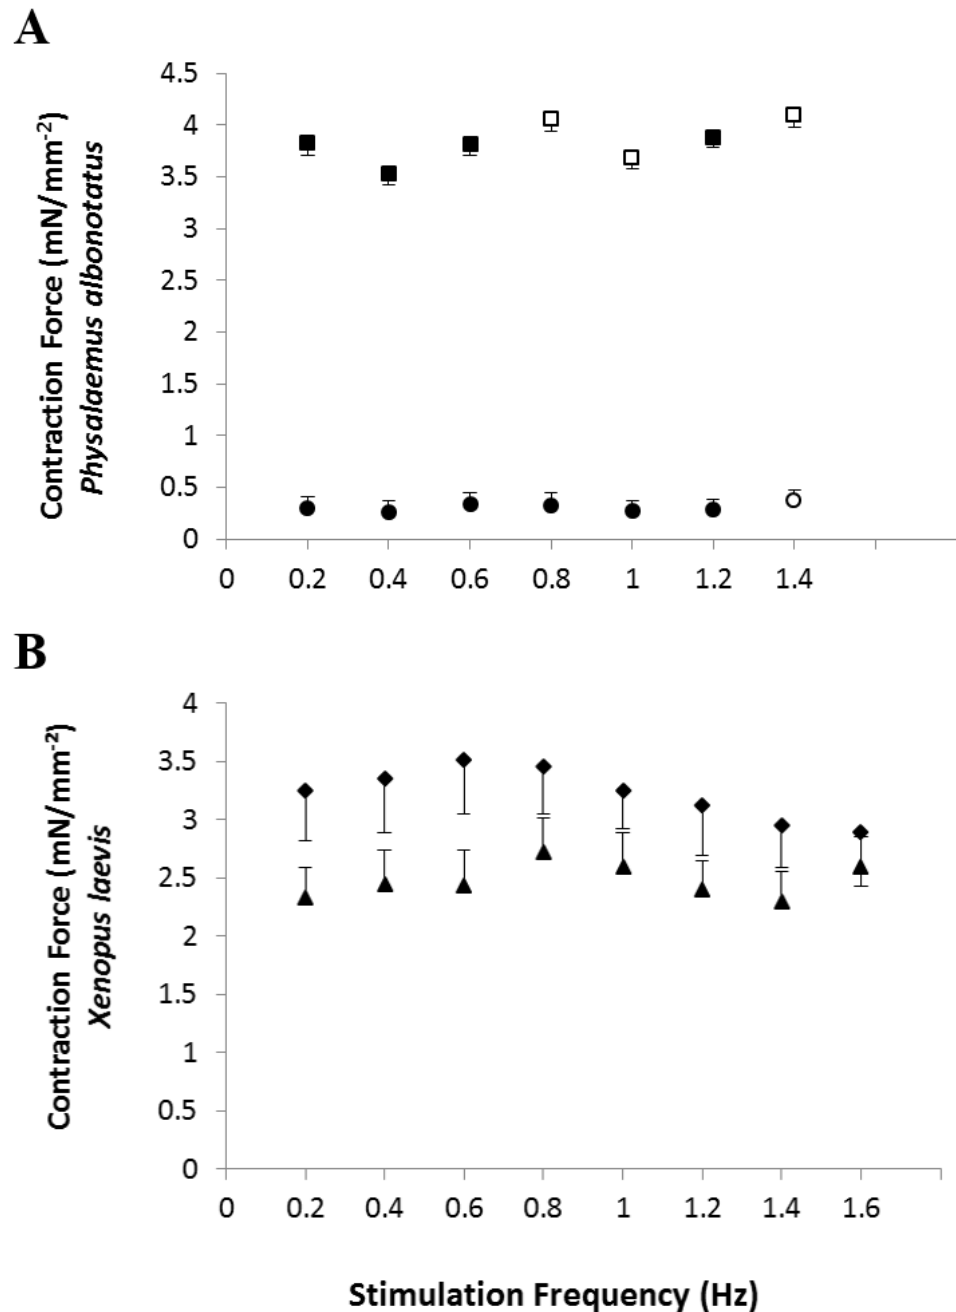 A
Contraction Force (mN/mm⁻²)
Physalaemus albonotatus
4.5
4
3.5
3
2.5
2
1.5
1
0.5
0
0 0.2 0.4 0.6 0.8 1 1.2 1.4
B
Contraction Force (mN/mm⁻²)
Xenopus laevis
4
3.5
3
2.5
2
1.5
1
0.5
0
0 0.2 0.4 0.6 0.8 1 1.2 1.4 1.6
Stimulation Frequency (Hz)